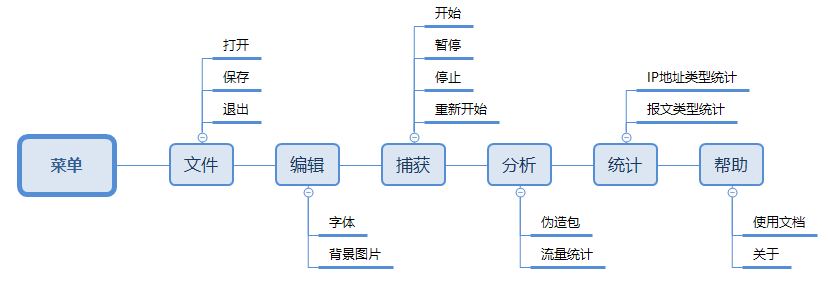 开始
打开
暂停
保存
停止
IP地址类型统计
退出
重新开始
报文类型统计
菜单
文件
编辑
捕获
分析
统计
帮助
字体
伪造包
使用文档
背景图片
流量统计
关于